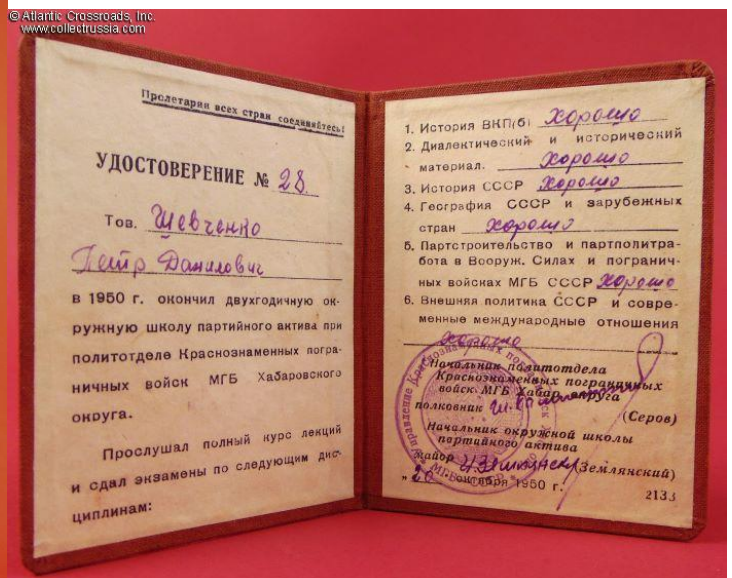 © Atlantic Crossroads, Inc.
www.collectrussia.com
Пролетарии всех стран соединяйтесь!
УДОСТОВЕРЕНИЕ № 28.
Тов. Шевченко
Петр Данилович
в 1950 г. окончил двухгодичную ок-
ружную школу партийного актива при
политотделе Краснознаменных погра-
ничных войск МГБ Хабаровского
округа.
Прослушал полный курс лекций
и сдал экзамены по следующим дис-
циплинам:
1. История ВКП(б) хорошо
2. Диалектический и исторический
материал. хорошо
3. История СССР хорошо
4. География СССР и зарубежных
стран хорошо
5. Партстроительство и партполитра-
бота в Вооруж. Силах и погранич-
ных войсках МГБ СССР хорошо
6. Внешняя политика СССР и совре-
менные международные отношения
хорошо
Начальник политотдела
Краснознаменных пограничных
войск МГБ Хабар. округа
полковник
(Серов)
Начальник окружной школы
партийного актива
майор (Землянский)
"26" октября 1950 г.
2133